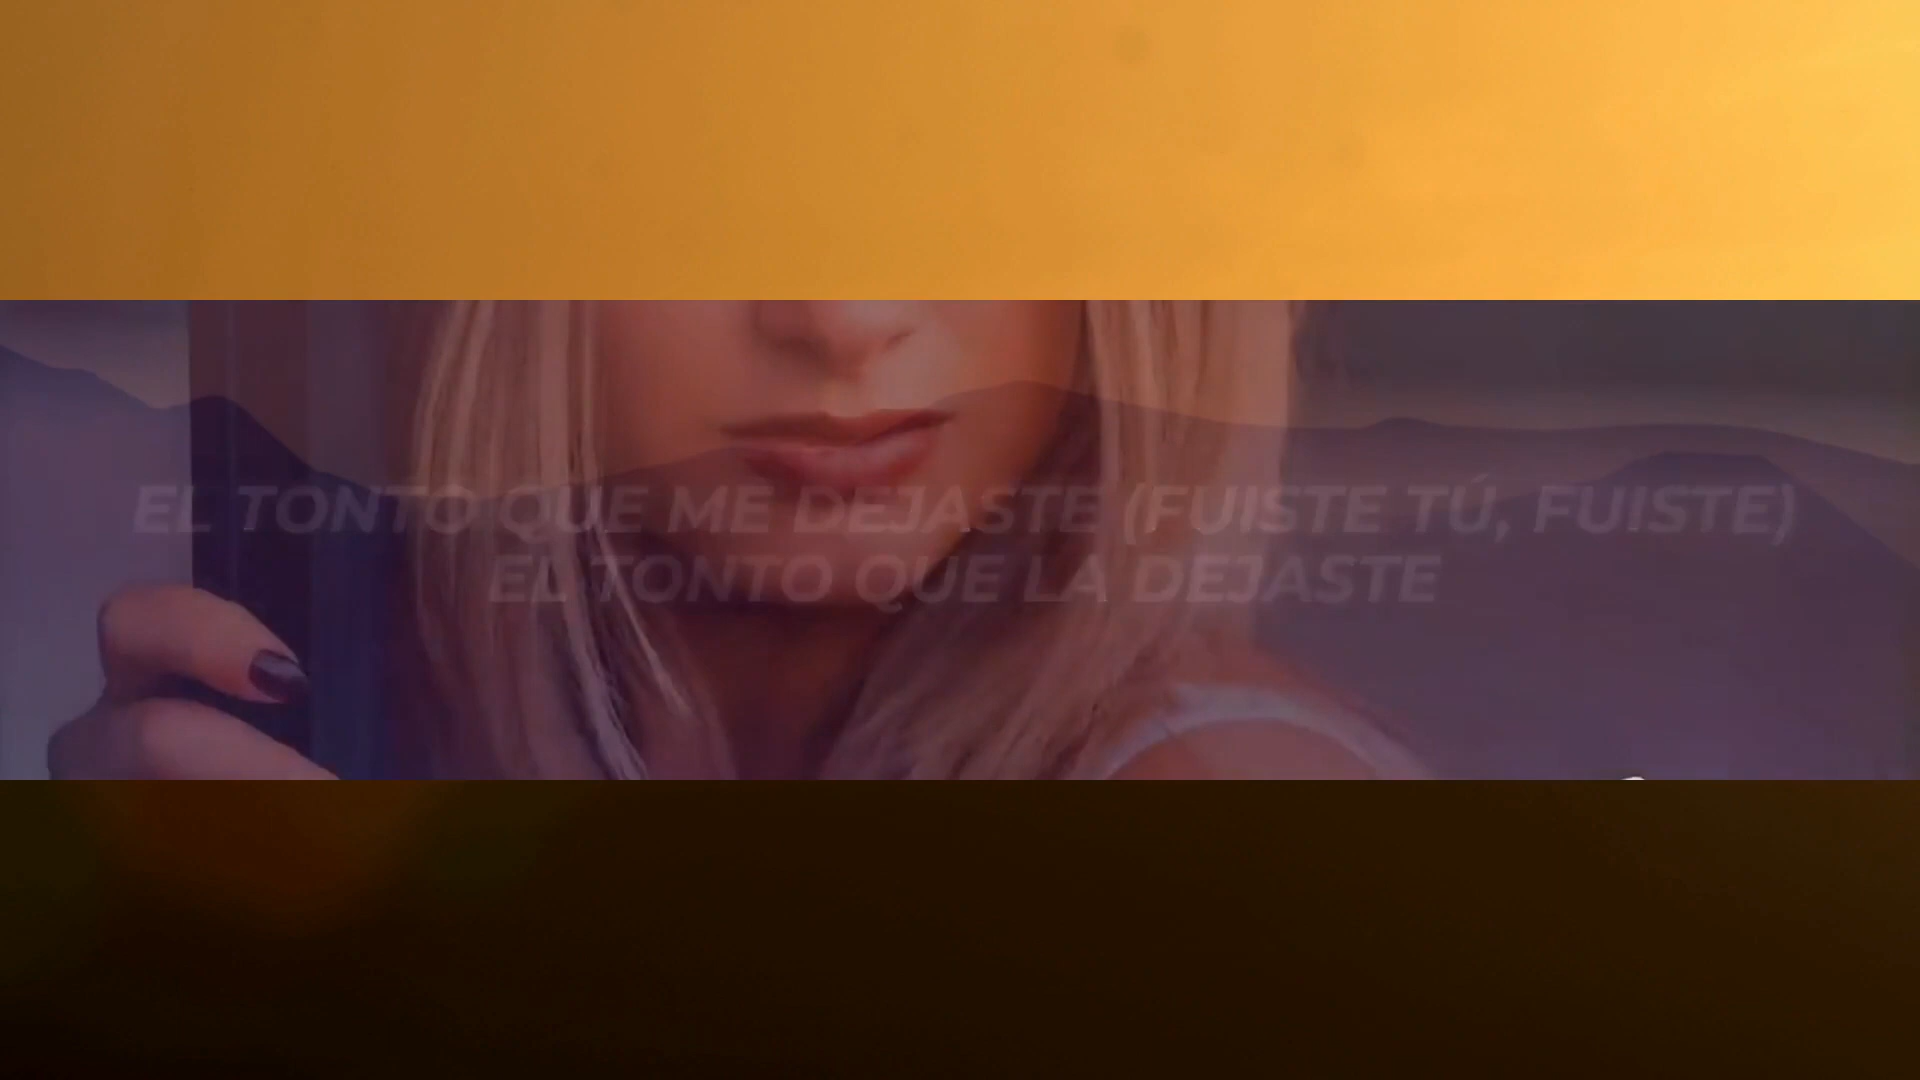 EL TONTO QUE ME DEJASTE (FUISTE TÚ, FUISTE)
EL TONTO QUE LA DEJASTE